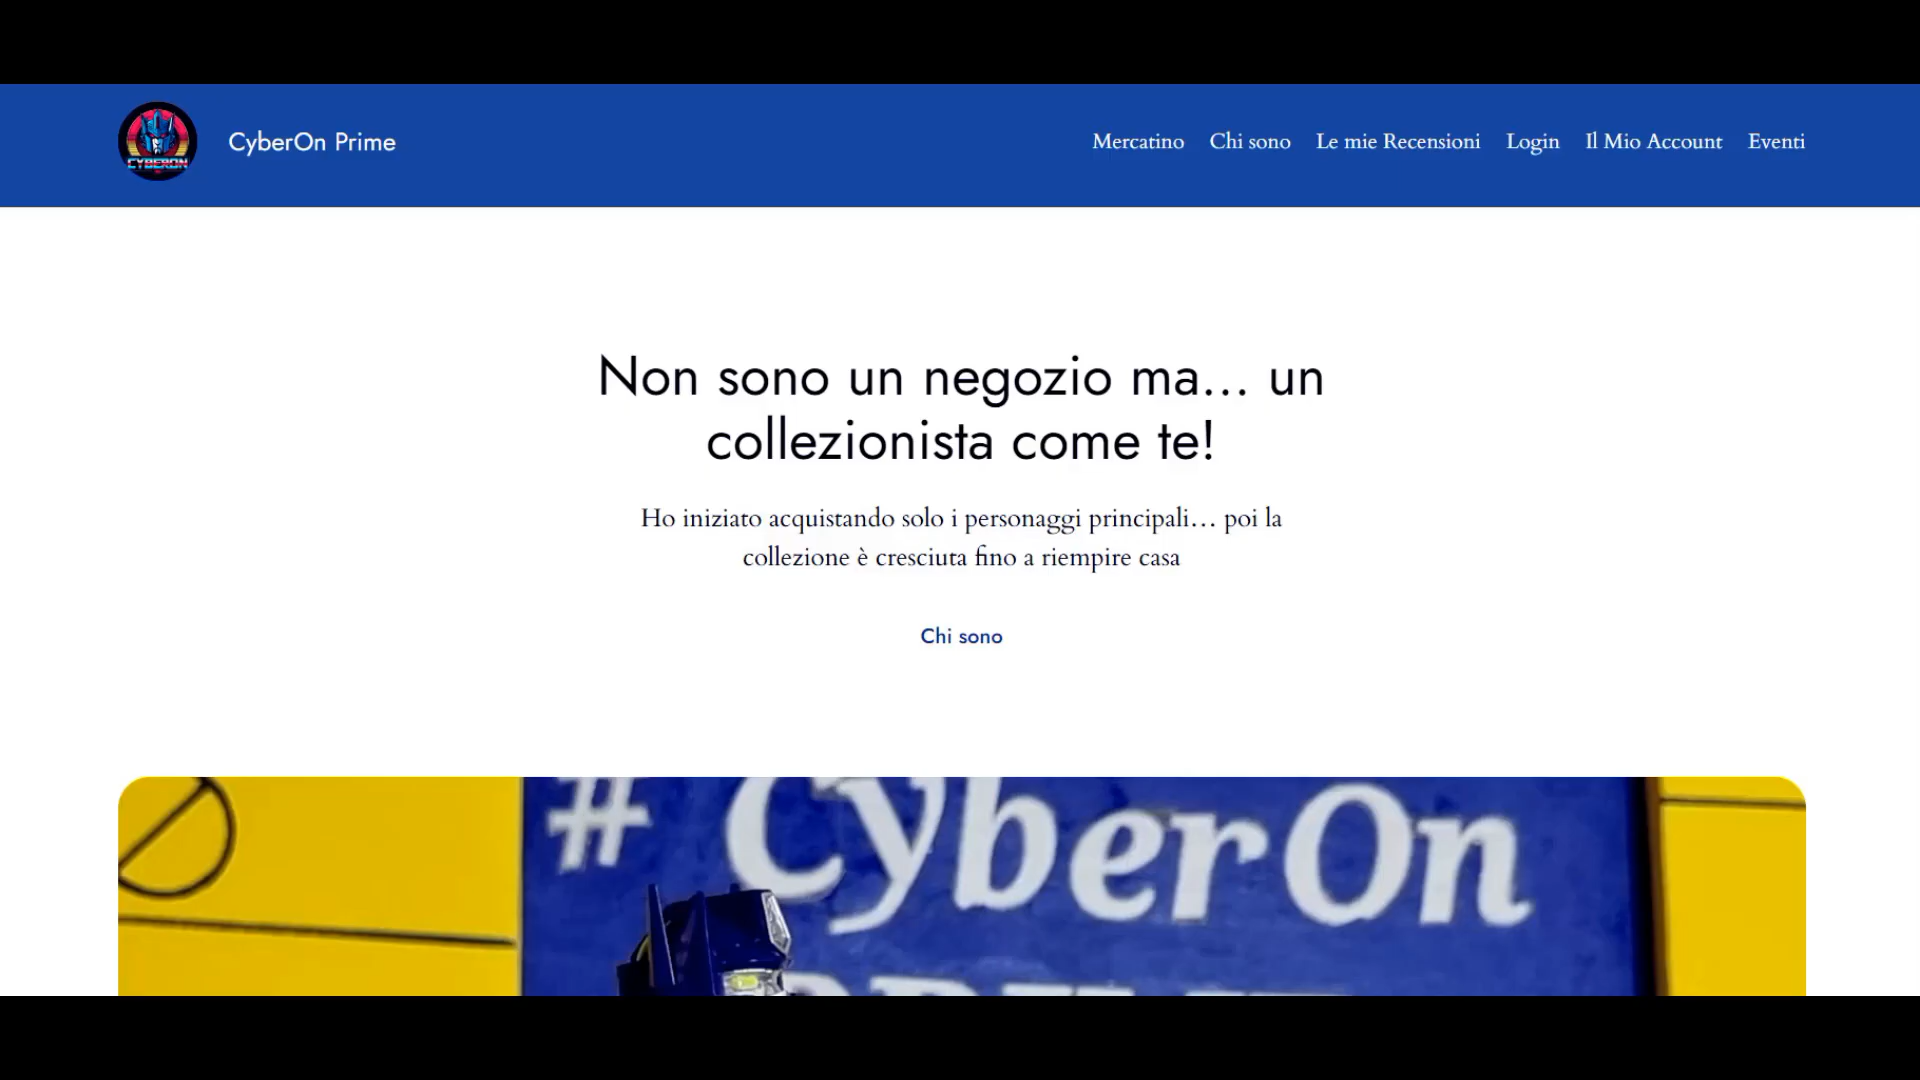 CYBERON
CyberOn Prime
Mercatino
Chi sono
Le mie Recensioni
Login
Il Mio Account
Eventi
Non sono un negozio ma… un
collezionista come te!
Ho iniziato acquistando solo i personaggi principali… poi la
collezione è cresciuta fino a riempire casa
Chi sono
# CyberOn